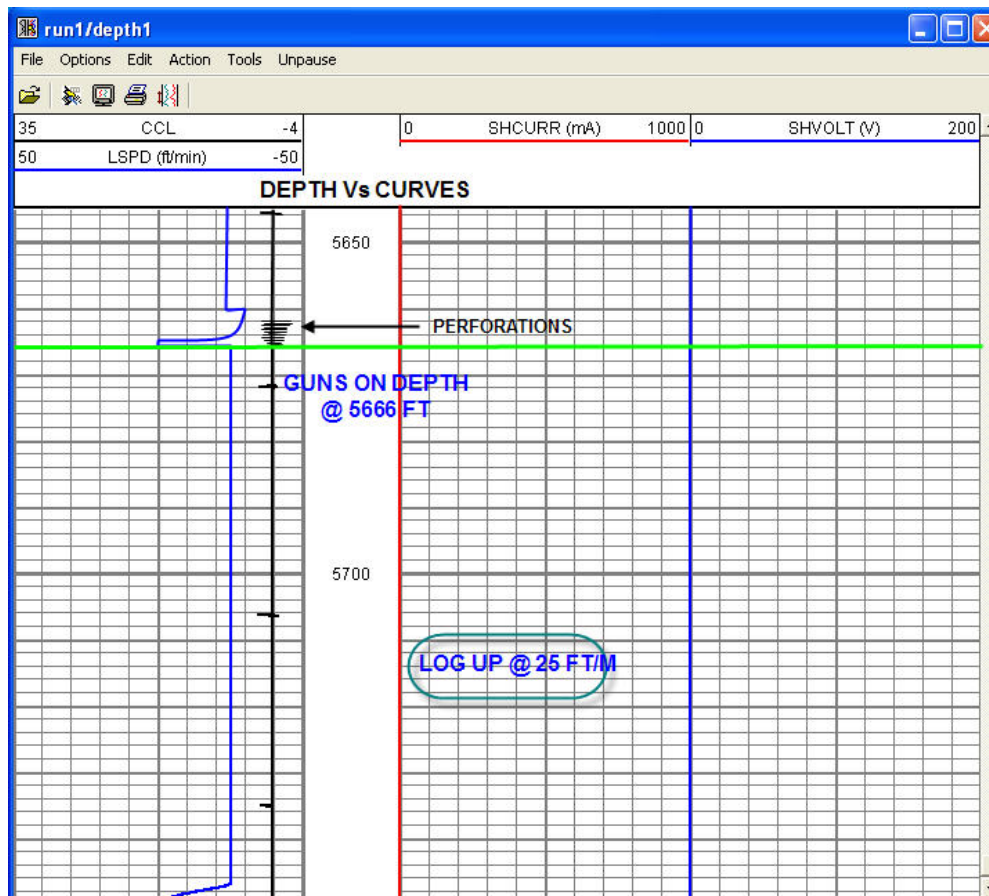 run1/depth1
File Options Edit Action Tools Unpause
35 CCL -4 0 SHCURR (mA) 1000 0 SHVOLT (V) 200
50 LSPD (ft/min) -50
DEPTH Vs CURVES
5650
PERFORATIONS
GUNS ON DEPTH
@ 5666 FT
5700
LOG UP @ 25 FT/M